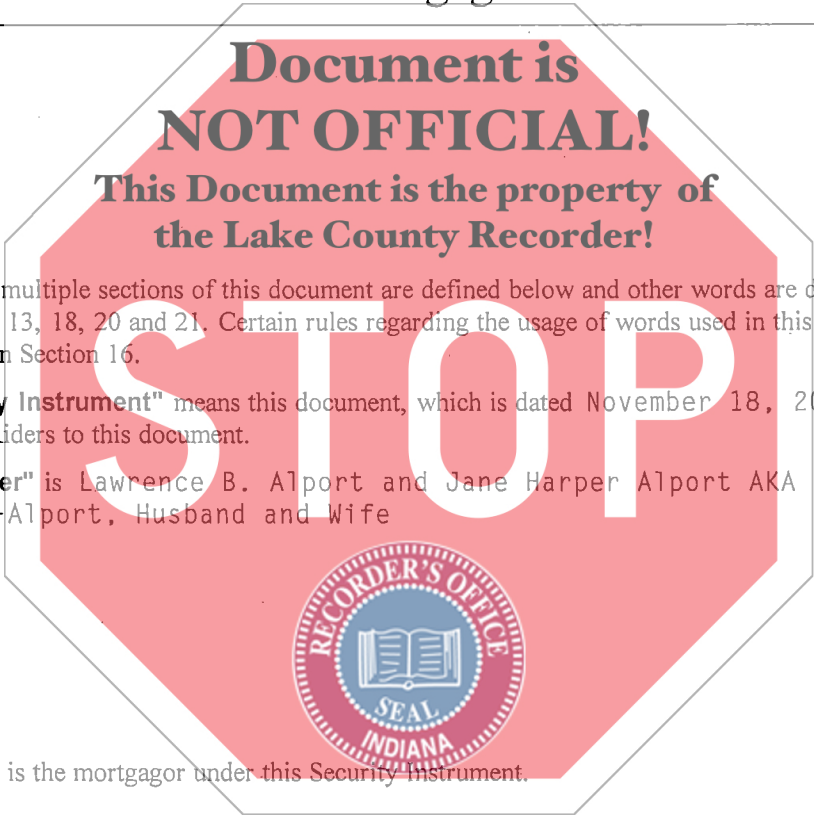 Document is
NOT OFFICIAL!
This Document is the property of
the Lake County Recorder!
multiple sections of this document are defined below and other words are d
13, 18, 20 and 21. Certain rules regarding the usage of words used in this
n Section 16.
y Instrument" means this document, which is dated November 18, 20
iders to this document.
STOP
er" is Lawrence B. Alport and Jane Harper Alport AKA
-Alport, Husband and Wife
RECORDER'S OFFICE
SEAL
INDIANA
is the mortgagor under this Security Instrument.